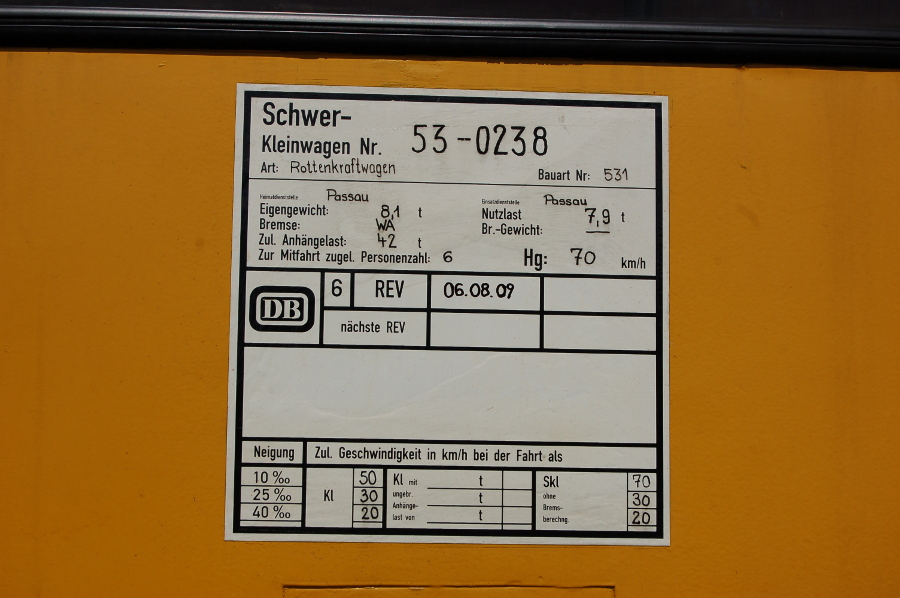 Schwer-
Kleinwagen Nr. 53-0238
Art: Rottenkraftwagen Bauart Nr: 531
Heimatdienststelle Passau Einsatzdienststelle Passau
Eigengewicht: 8,1 t Nutzlast 7,9 t
Bremse: WA Br.-Gewicht:
Zul. Anhängelast: 42 t
Zur Mitfahrt zugel. Personenzahl: 6 Hg: 70 km/h
DB 6 REV 06.08.09
nächste REV
Neigung Zul. Geschwindigkeit in km/h bei der Fahrt als
10 ‰ 50 Kl mit t Skl 70
25 ‰ Kl 30 ungebr. t ohne 30
Anhänge- Brems-
40 ‰ 20 last von t berechng. 20